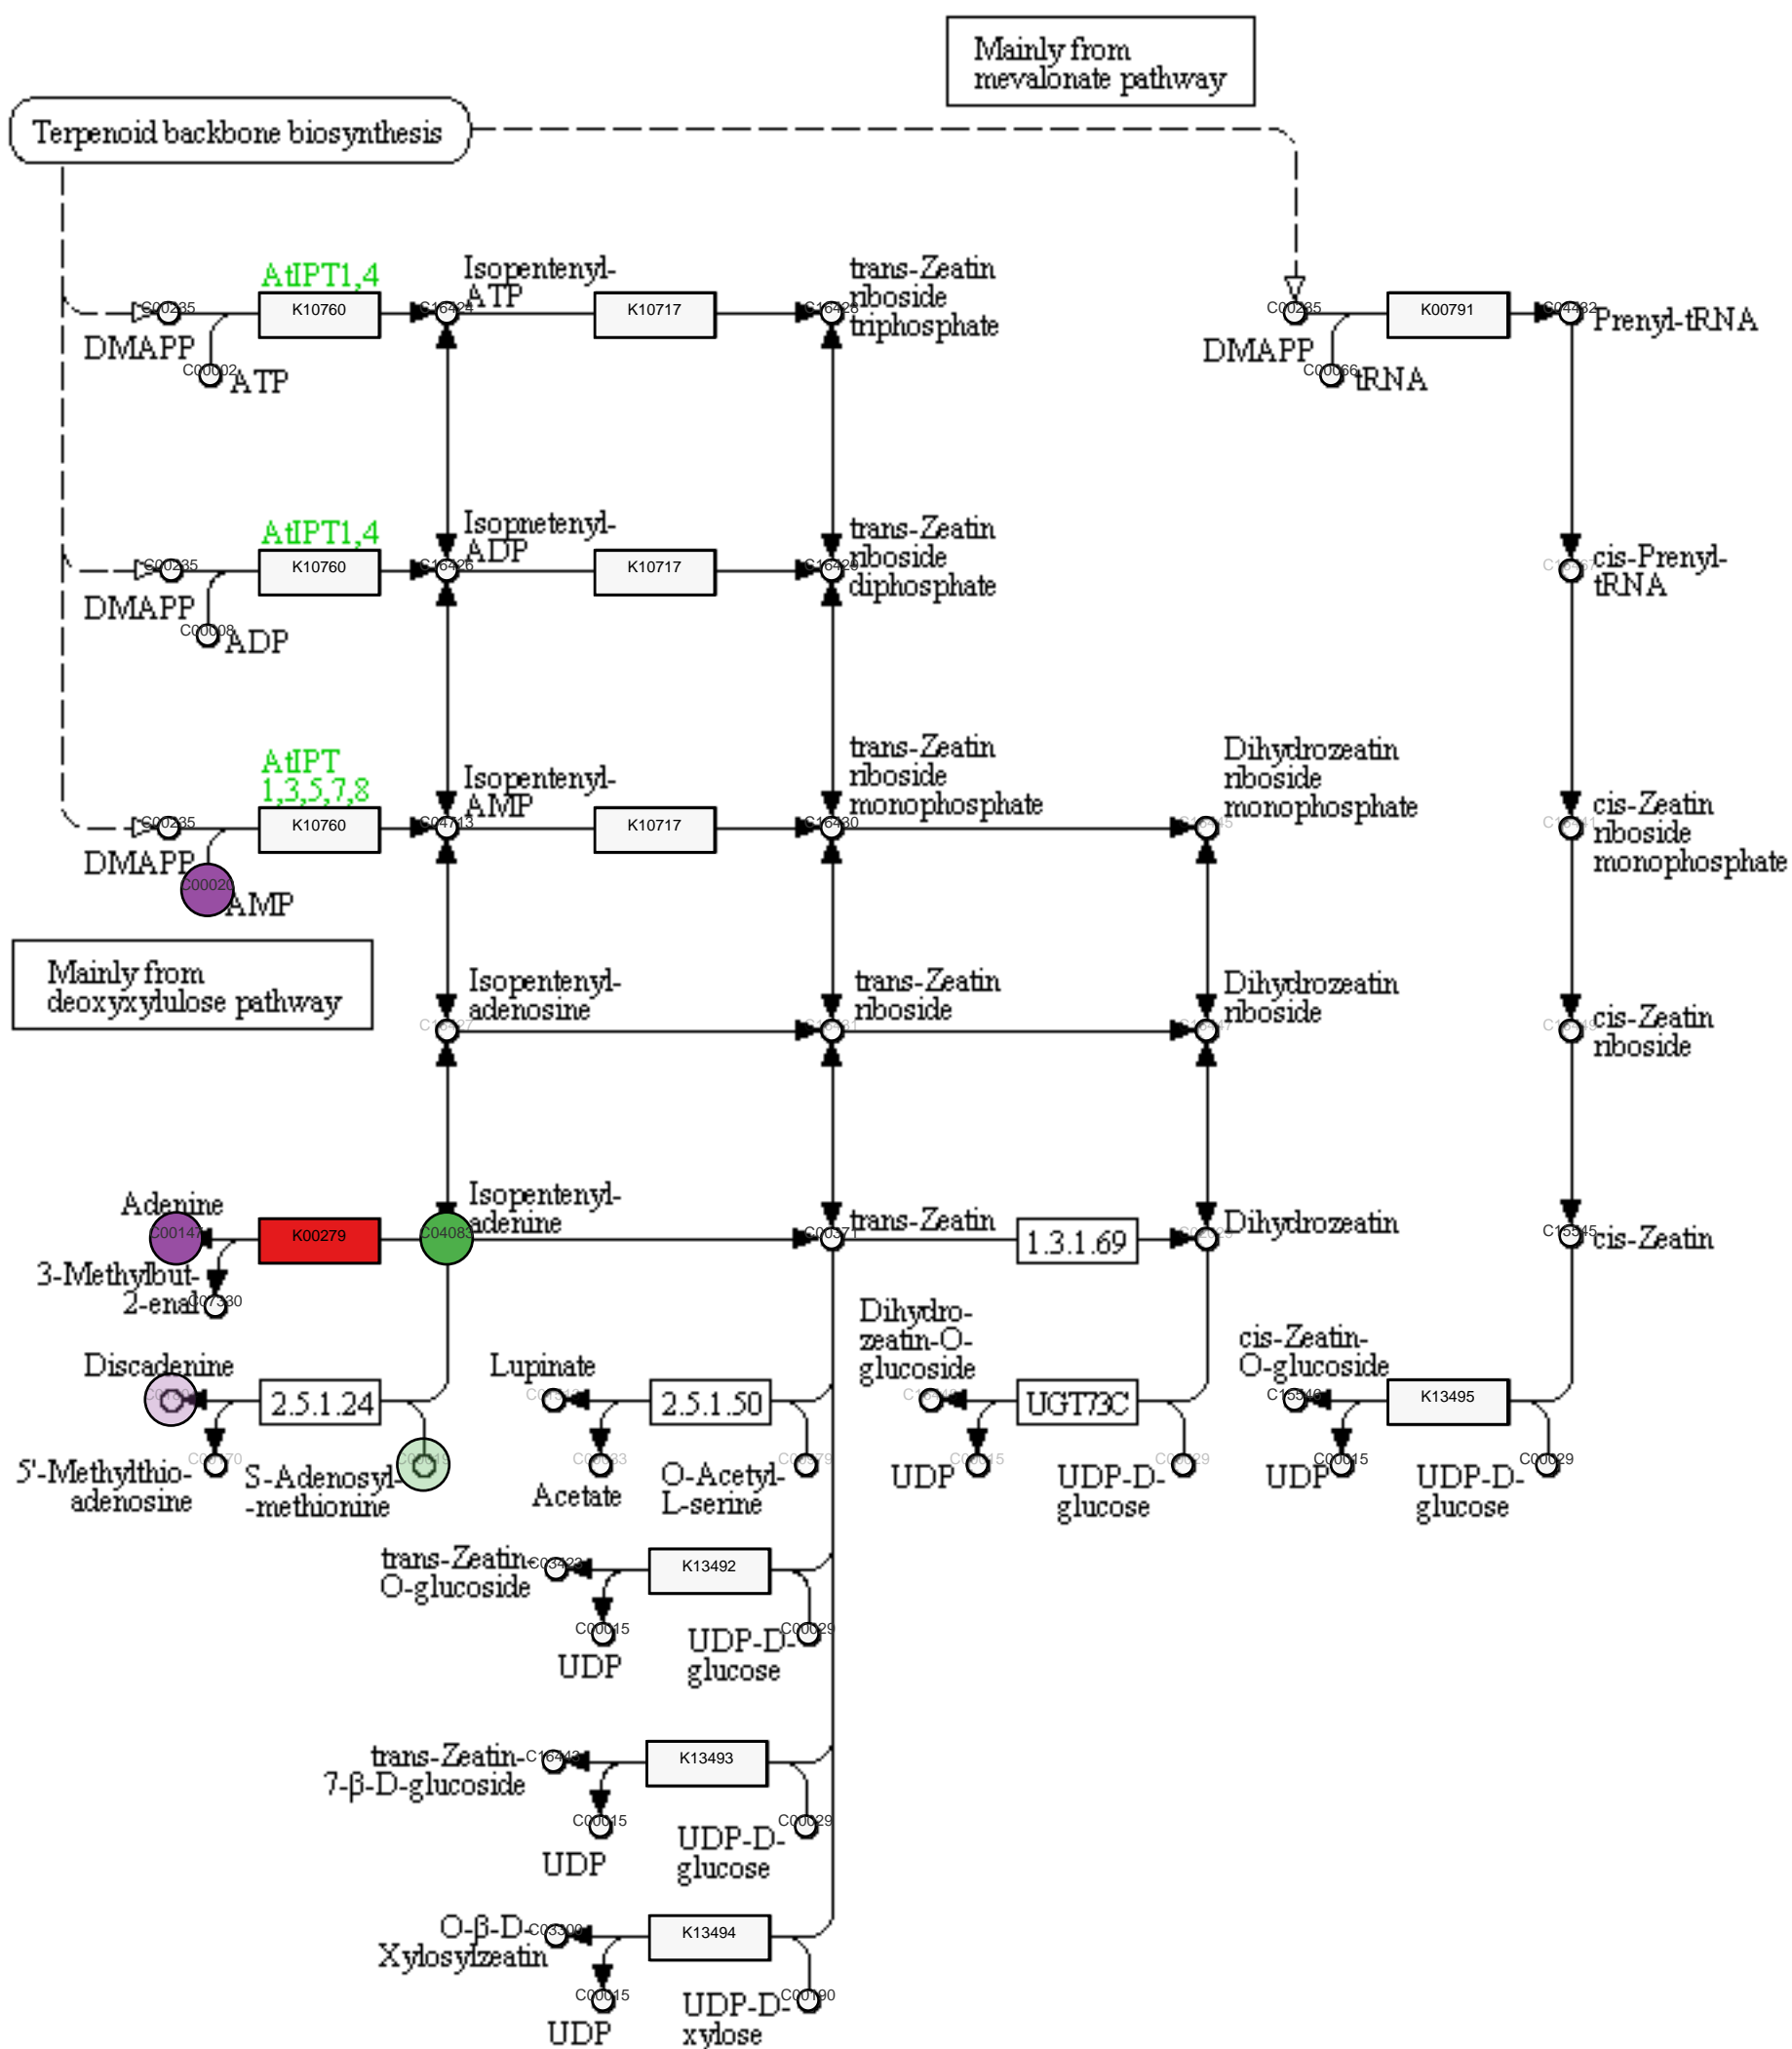 Mainly from
mevalonate pathway
Terpenoid backbone biosynthesis
AtIPT1,4
Isopentenyl-
ATP
trans-Zeatin
riboside
triphosphate
C00235
K10760
C16424
K10717
C16428
C00235
K00791
C04432
Prenyl-tRNA
DMAPP
C00002
ATP
DMAPP
C00066
tRNA
AtIPT1,4
Isopnetenyl-
ADP
trans-Zeatin
riboside
diphosphate
C00235
K10760
C16426
K10717
C16429
cis-Prenyl-
tRNA
DMAPP
C00008
ADP
AtIPT
1,3,5,7,8
Isopentenyl-
AMP
trans-Zeatin
riboside
monophosphate
Dihydrozeatin
riboside
monophosphate
cis-Zeatin
riboside
monophosphate
C00235
K10760
C04713
K10717
C16430
DMAPP
C00020
AMP
Mainly from
deoxyxylulose pathway
Isopentenyl-
adenosine
trans-Zeatin
riboside
Dihydrozeatin
riboside
cis-Zeatin
riboside
Adenine
Isopentenyl-
adenine
C00147
K00279
C04083
C00371
trans-Zeatin
1.3.1.69
Dihydrozeatin
C15545
cis-Zeatin
3-Methylbut-
2-enal
C07330
Discadenine
2.5.1.24
5'-Methylthio-
adenosine
S-Adenosyl-
-methionine
Lupinate
2.5.1.50
Acetate
O-Acetyl-
L-serine
Dihydro-
zeatin-O-
glucoside
UGT73C
UDP
UDP-D-
glucose
cis-Zeatin-
O-glucoside
C15546
K13495
C00015
C00029
UDP
UDP-D-
glucose
trans-Zeatin-
O-glucoside
C03423
K13492
C00015
C00029
UDP
UDP-D-
glucose
trans-Zeatin-
7-β-D-glucoside
C16443
K13493
C00015
C00029
UDP
UDP-D-
glucose
O-β-D-
Xylosylzeatin
K13494
C00015
C00190
UDP
UDP-D-
xylose